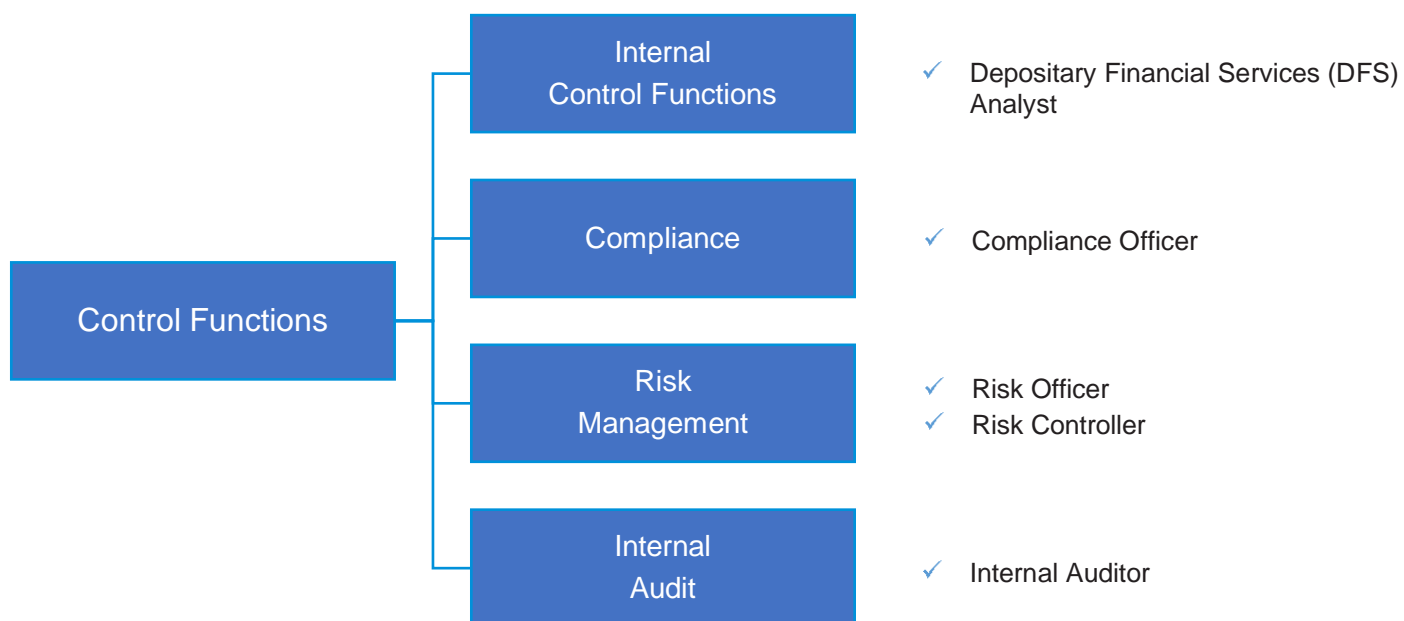 Internal
Control Functions
✓ Depositary Financial Services (DFS)
Analyst
Compliance
✓ Compliance Officer
Control Functions
Risk
Management
✓ Risk Officer
✓ Risk Controller
Internal
Audit
✓ Internal Auditor